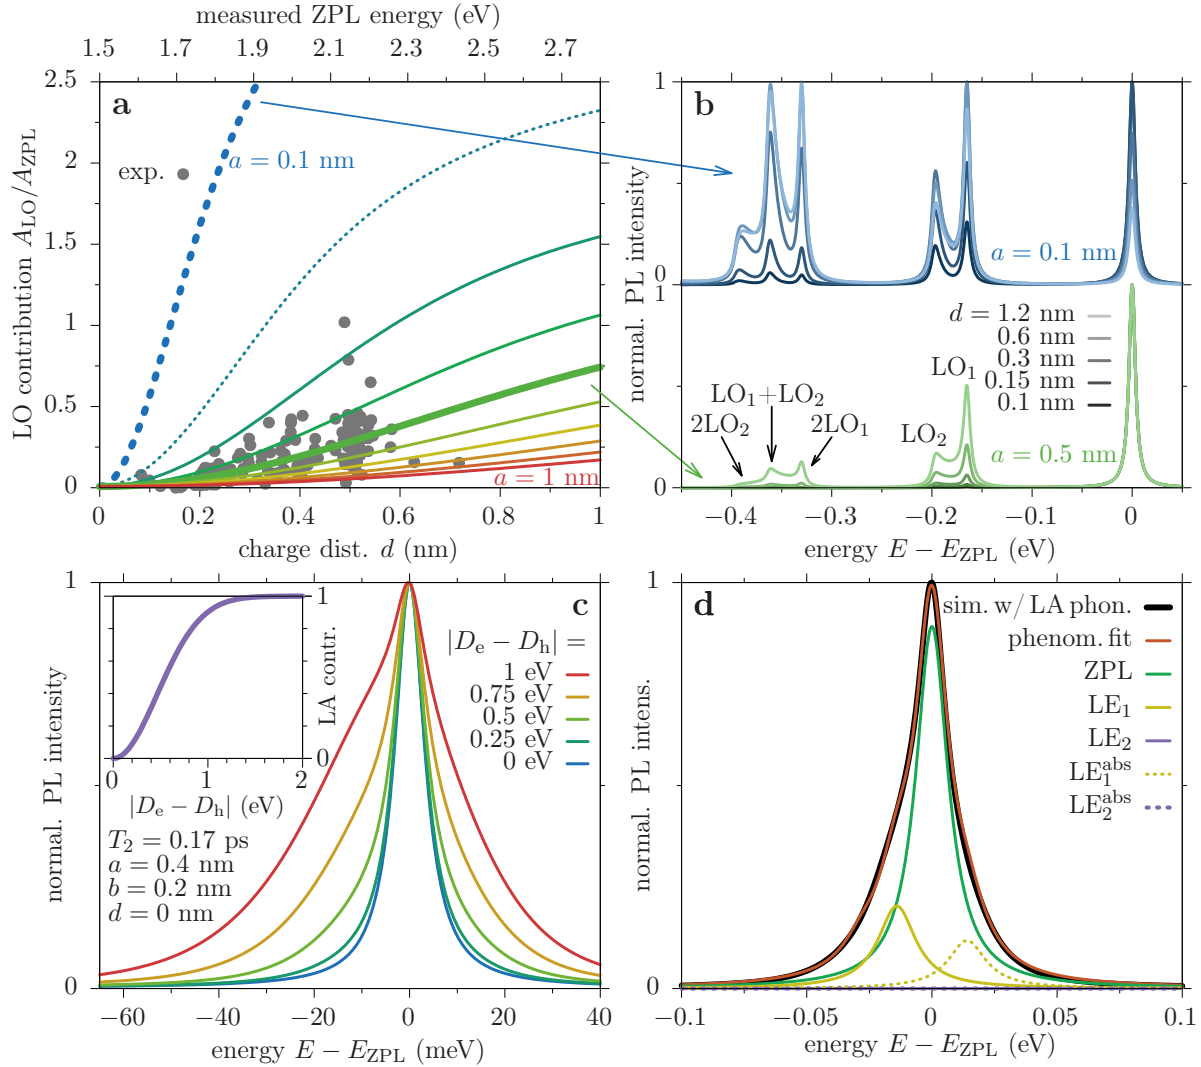 measured ZPL energy (eV)
1.5 1.7 1.9 2.1 2.3 2.5 2.7
LO contribution A_LO/A_ZPL
2.5
2
1.5
1
0.5
0
a
exp.
a = 0.1 nm
a = 1 nm
0 0.2 0.4 0.6 0.8 1
charge dist. d (nm)
normal. PL intensity
1
0
1
0
b
a = 0.1 nm
d = 1.2 nm
0.6 nm
0.3 nm
0.15 nm
0.1 nm
LO₁
LO₁+LO₂
2LO₂
2LO₁
LO₂
a = 0.5 nm
−0.4 −0.3 −0.2 −0.1 0
energy E − E_ZPL (eV)
normal. PL intensity
1
0
c
|D_e − D_h| =
1 eV
0.75 eV
0.5 eV
0.25 eV
0 eV
1
0
LA contr.
0 1 2
|D_e − D_h| (eV)
T₂ = 0.17 ps
a = 0.4 nm
b = 0.2 nm
d = 0 nm
−60 −40 −20 0 20 40
energy E − E_ZPL (meV)
normal. PL intens.
1
0
d
sim. w/ LA phon.
phenom. fit
ZPL
LE₁
LE₂
LE₁^abs
LE₂^abs
−0.1 −0.05 0 0.05 0.1
energy E − E_ZPL (eV)